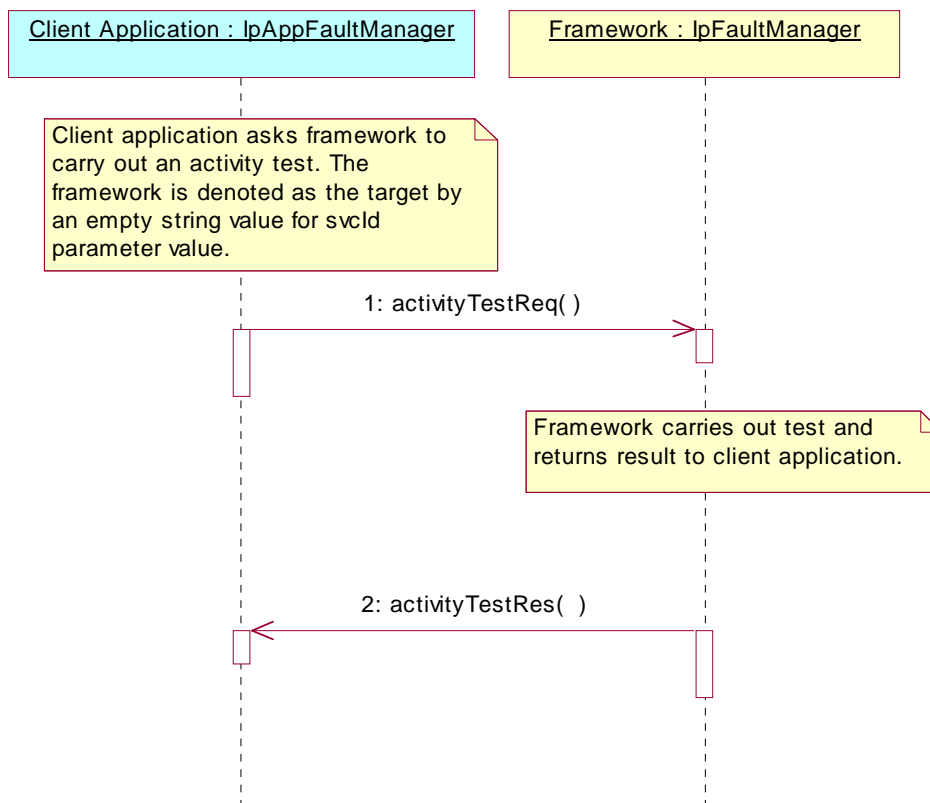 Client Application : IpAppFaultManager
Framework : IpFaultManager
Client application asks framework to
carry out an activity test. The
framework is denoted as the target by
an empty string value for svcId
parameter value.
1: activityTestReq( )
Framework carries out test and
returns result to client application.
2: activityTestRes(  )